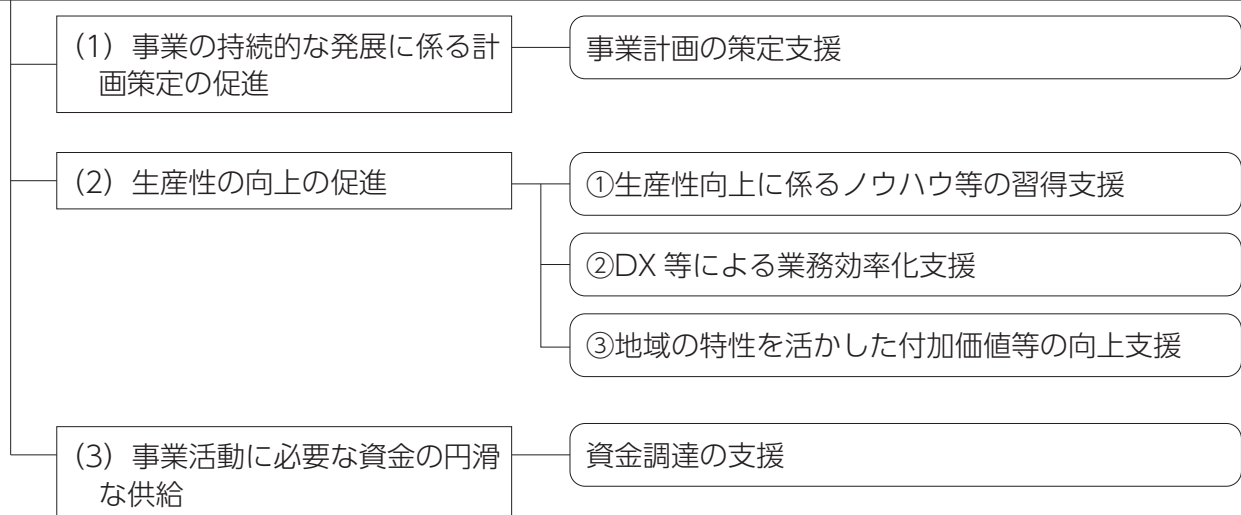 (1) 事業の持続的な発展に係る計
画策定の促進
事業計画の策定支援
(2) 生産性の向上の促進
①生産性向上に係るノウハウ等の習得支援
②DX 等による業務効率化支援
③地域の特性を活かした付加価値等の向上支援
(3) 事業活動に必要な資金の円滑
な供給
資金調達の支援